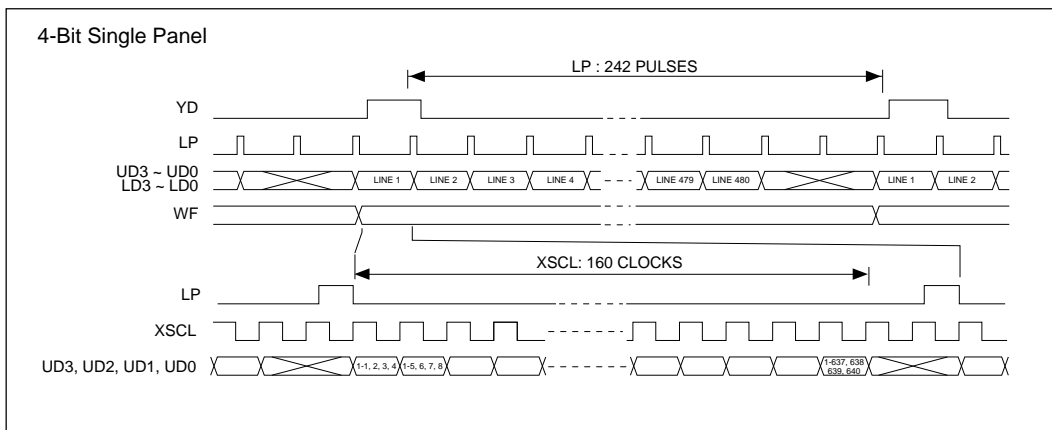 4-Bit Single Panel
LP : 242 PULSES
YD
LP
UD3 ~ UD0
LD3 ~ LD0
LINE 1 LINE 2 LINE 3 LINE 4 LINE 479 LINE 480 LINE 1 LINE 2
WF
XSCL: 160 CLOCKS
LP
XSCL
UD3, UD2, UD1, UD0
1-1, 2, 3, 4 1-5, 6, 7, 8
1-637, 638
639, 640